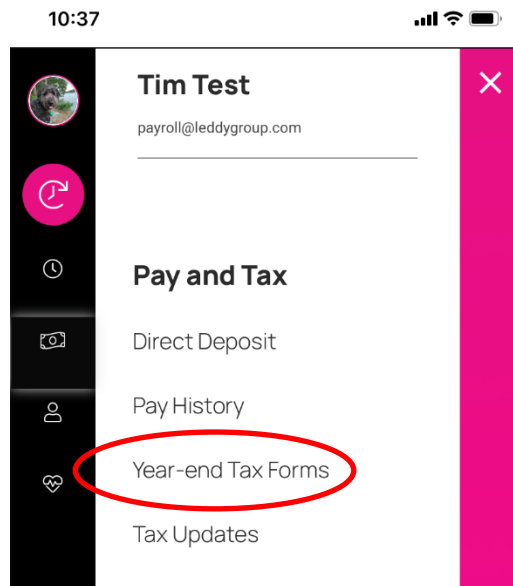 10:37
Tim Test
payroll@leddygroup.com
Pay and Tax
Direct Deposit
Pay History
Year-end Tax Forms
Tax Updates